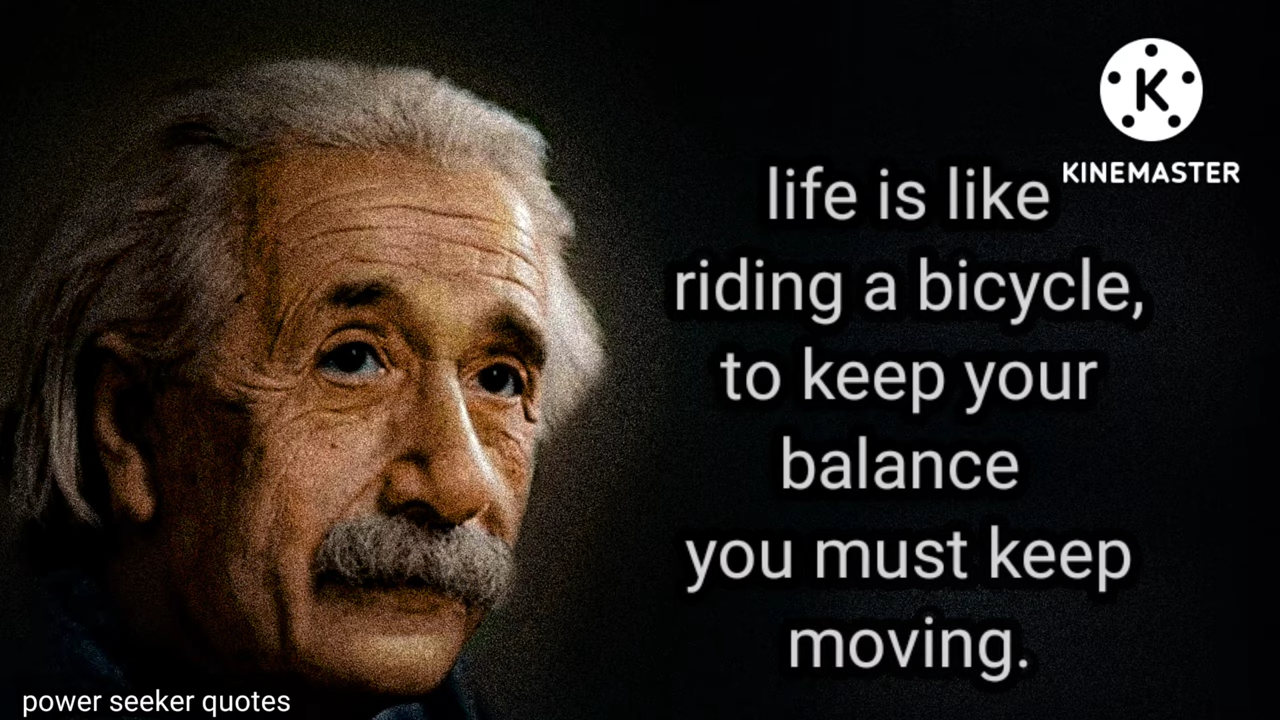 K
KINEMASTER
life is like
riding a bicycle,
to keep your
balance
you must keep
moving.
power seeker quotes